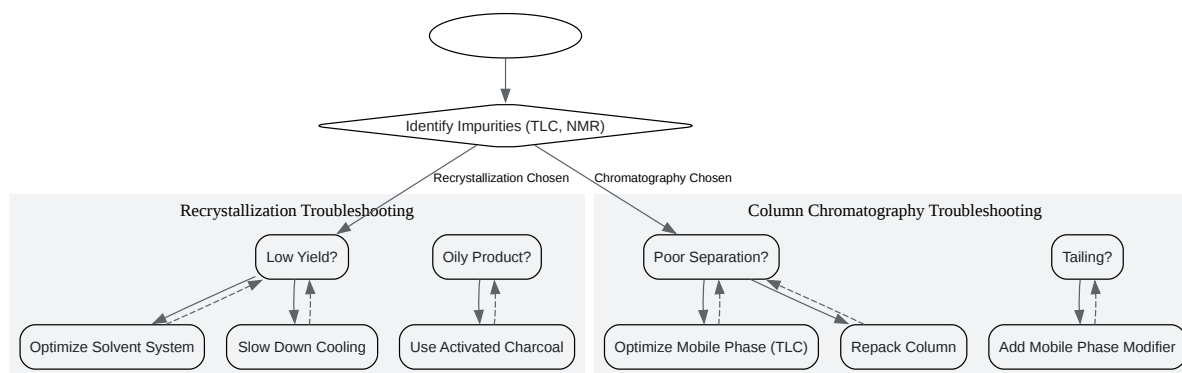 Identify Impurities (TLC, NMR)
Recrystallization Chosen
Chromatography Chosen
Recrystallization Troubleshooting
Column Chromatography Troubleshooting
Low Yield?
Oily Product?
Poor Separation?
Tailing?
Optimize Solvent System
Slow Down Cooling
Use Activated Charcoal
Optimize Mobile Phase (TLC)
Repack Column
Add Mobile Phase Modifier